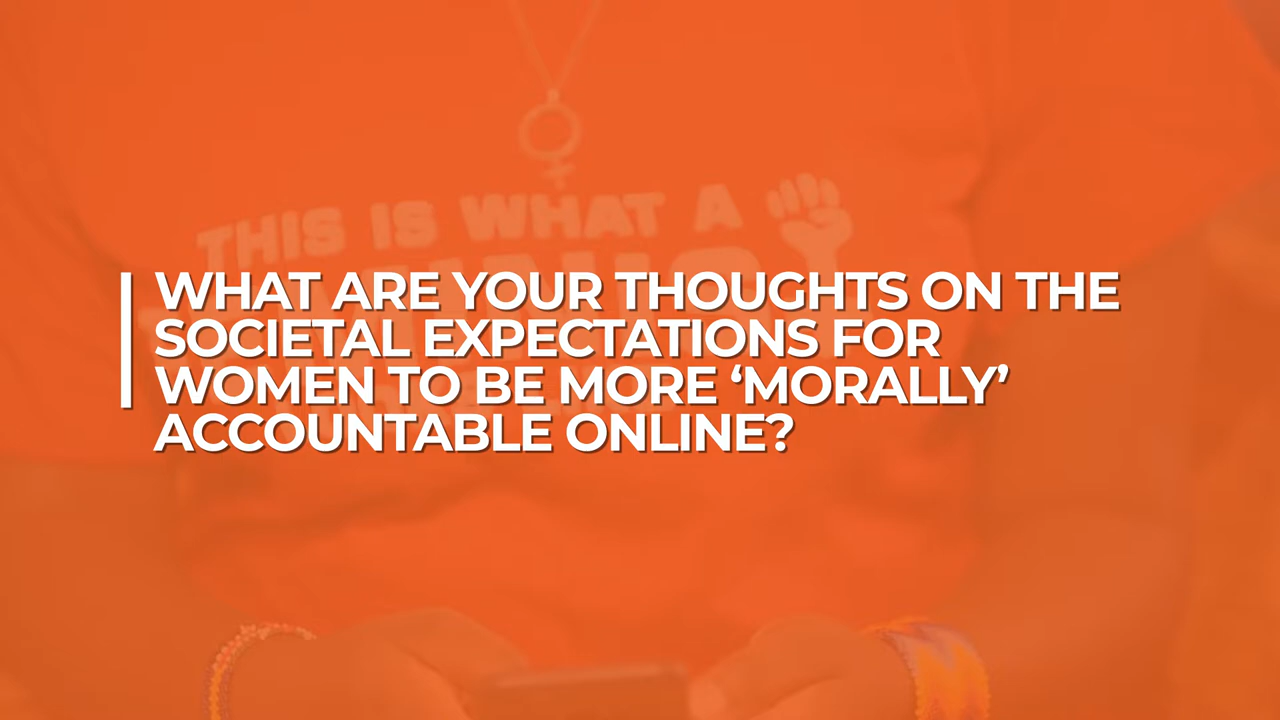 THIS IS WHAT A
WHAT ARE YOUR THOUGHTS ON THE
SOCIETAL EXPECTATIONS FOR
WOMEN TO BE MORE ‘MORALLY’
ACCOUNTABLE ONLINE?